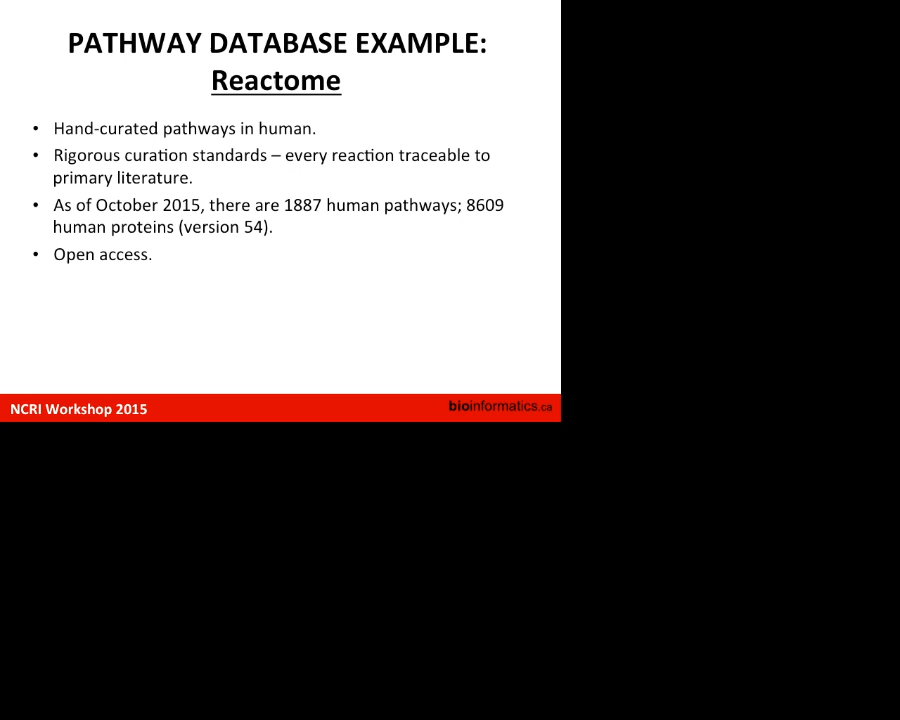 PATHWAY DATABASE EXAMPLE:
Reactome
• Hand-curated pathways in human.
• Rigorous curation standards – every reaction traceable to
primary literature.
• As of October 2015, there are 1887 human pathways; 8609
human proteins (version 54).
• Open access.
NCRI Workshop 2015
bioinformatics.ca